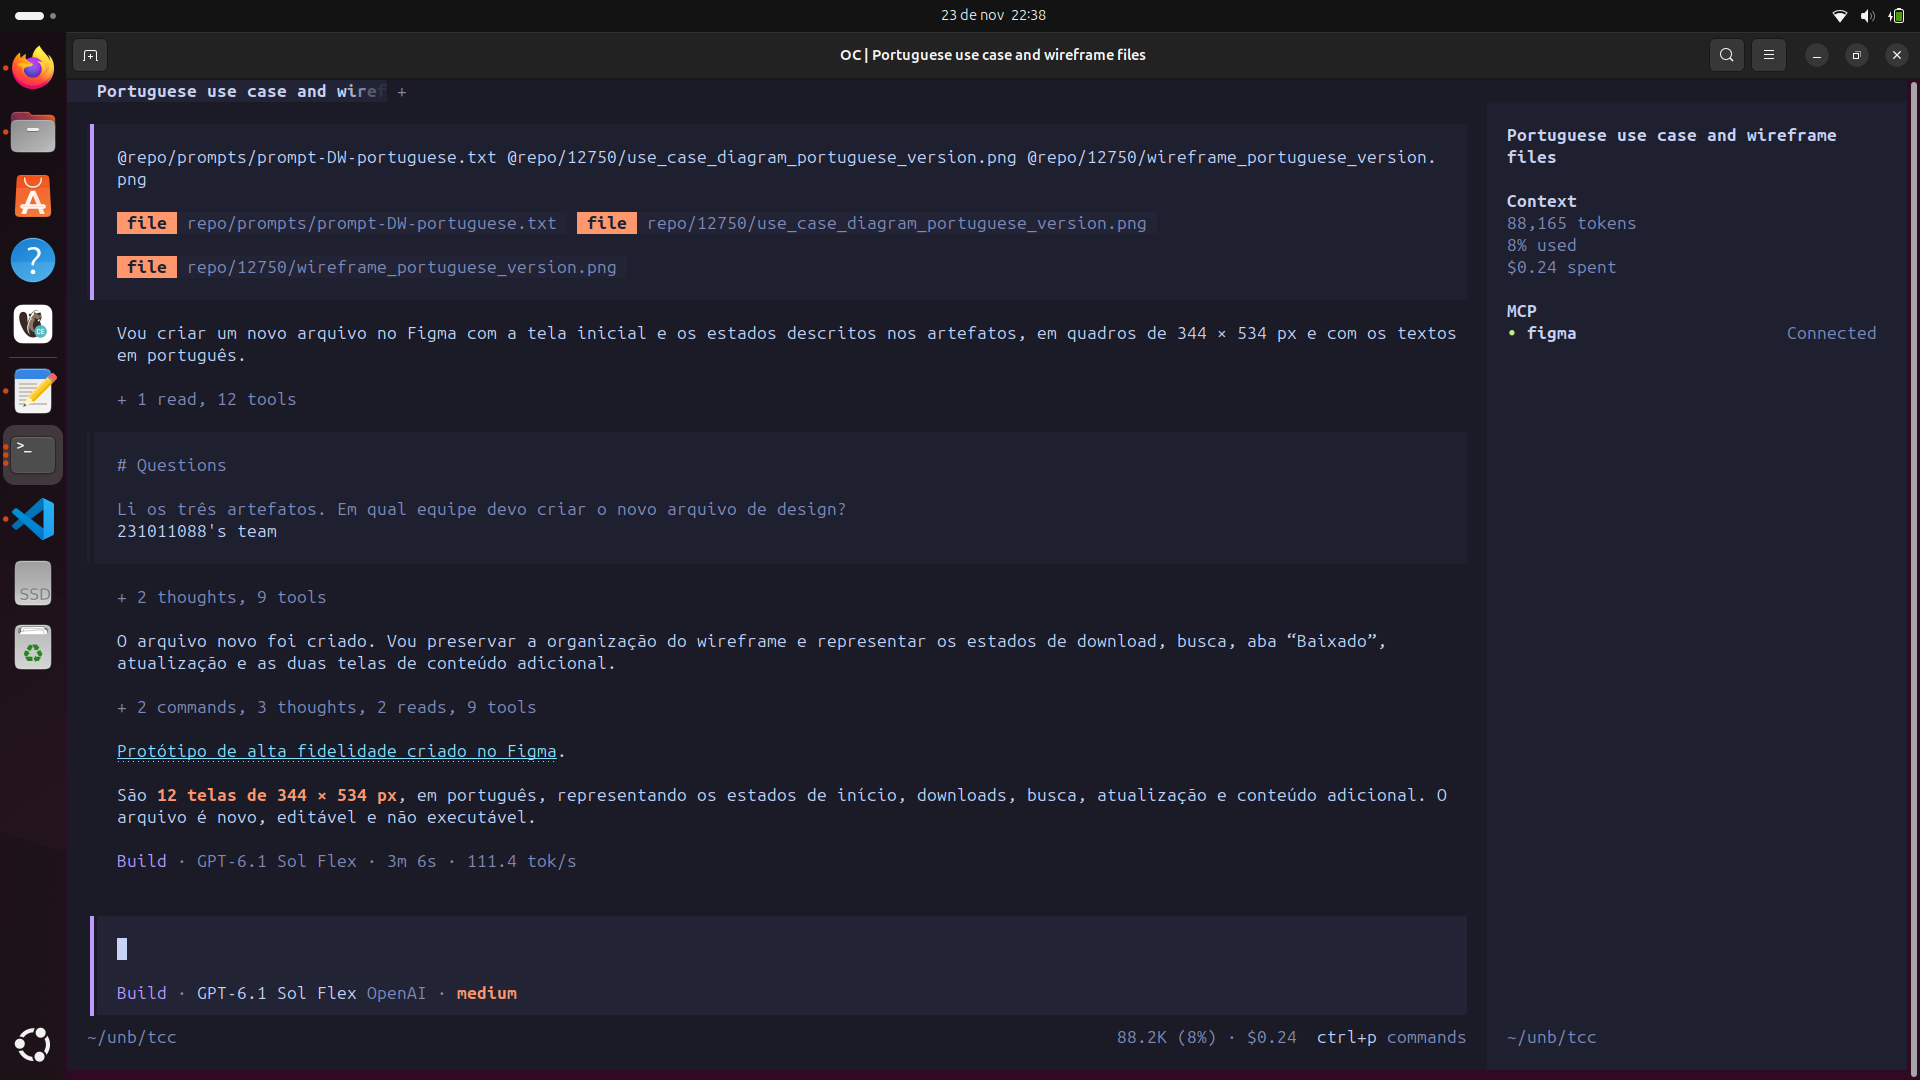 23 de nov 22:38
OC | Portuguese use case and wireframe files
Portuguese use case and wiref +
@repo/prompts/prompt-DW-portuguese.txt @repo/12750/use_case_diagram_portuguese_version.png @repo/12750/wireframe_portuguese_version.
png
file repo/prompts/prompt-DW-portuguese.txt file repo/12750/use_case_diagram_portuguese_version.png
file repo/12750/wireframe_portuguese_version.png
Vou criar um novo arquivo no Figma com a tela inicial e os estados descritos nos artefatos, em quadros de 344 × 534 px e com os textos
em português.
+ 1 read, 12 tools
# Questions
Li os três artefatos. Em qual equipe devo criar o novo arquivo de design?
231011088's team
+ 2 thoughts, 9 tools
O arquivo novo foi criado. Vou preservar a organização do wireframe e representar os estados de download, busca, aba “Baixado”,
atualização e as duas telas de conteúdo adicional.
+ 2 commands, 3 thoughts, 2 reads, 9 tools
Protótipo de alta fidelidade criado no Figma.
São 12 telas de 344 × 534 px, em português, representando os estados de início, downloads, busca, atualização e conteúdo adicional. O
arquivo é novo, editável e não executável.
Build · GPT-6.1 Sol Flex · 3m 6s · 111.4 tok/s
Build · GPT-6.1 Sol Flex OpenAI · medium
~/unb/tcc
88.2K (8%) · $0.24 ctrl+p commands
Portuguese use case and wireframe
files
Context
88,165 tokens
8% used
$0.24 spent
MCP
• figma Connected
~/unb/tcc
SSD